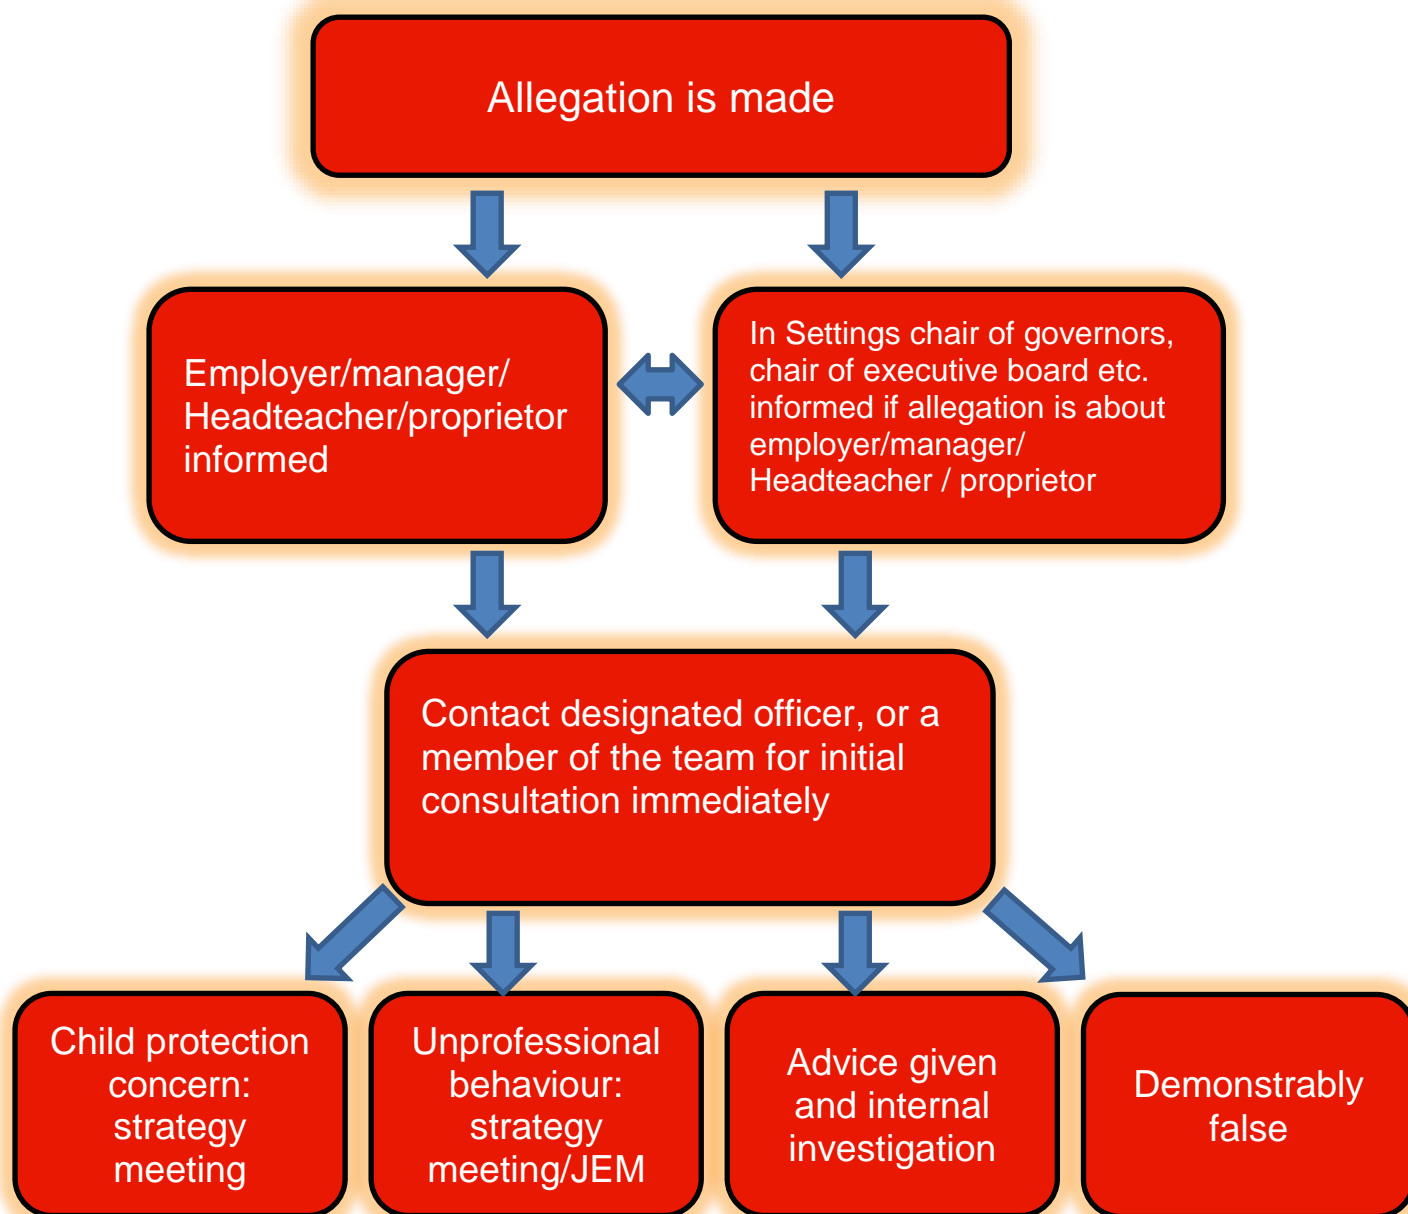 Allegation is made
Employer/manager/
Headteacher/proprietor
informed
In Settings chair of governors,
chair of executive board etc.
informed if allegation is about
employer/manager/
Headteacher / proprietor
Contact designated officer, or a
member of the team for initial
consultation immediately
Child protection
concern:
strategy
meeting
Unprofessional
behaviour:
strategy
meeting/JEM
Advice given
and internal
investigation
Demonstrably
false